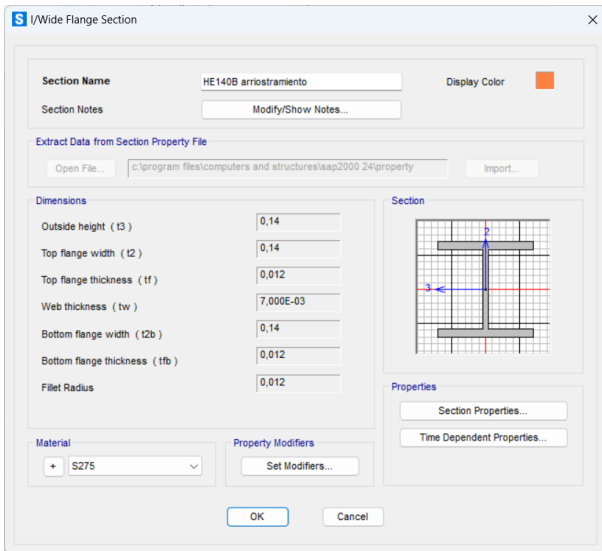 S I/Wide Flange Section
Section Name HE140B arriostramiento Display Color
Section Notes Modify/Show Notes...
Extract Data from Section Property File
Open File... c:\program files\computers and structures\sap2000 24\property Import...
Dimensions
Outside height ( t3 ) 0,14
Top flange width ( t2 ) 0,14
Top flange thickness ( tf ) 0,012
Web thickness ( tw ) 7,000E-03
Bottom flange width ( t2b ) 0,14
Bottom flange thickness ( tfb ) 0,012
Fillet Radius 0,012
Section
2
3
Properties
Section Properties...
Time Dependent Properties...
Material
+ S275
Property Modifiers
Set Modifiers...
OK Cancel